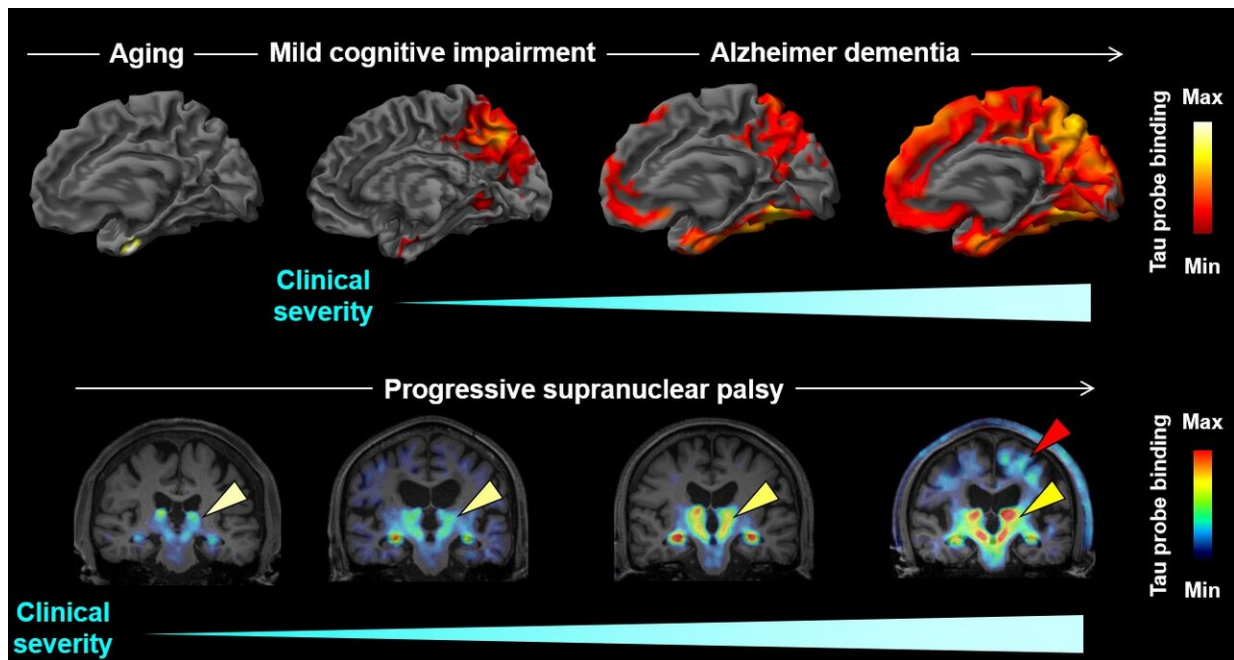 Aging
Mild cognitive impairment
Alzheimer dementia
Max
Tau probe binding
Min
Clinical
severity
Progressive supranuclear palsy
Max
Tau probe binding
Min
Clinical
severity